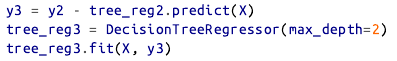 y3 = y2 - tree_reg2.predict(X)
tree_reg3 = DecisionTreeRegressor(max_depth=2)
tree_reg3.fit(X, y3)